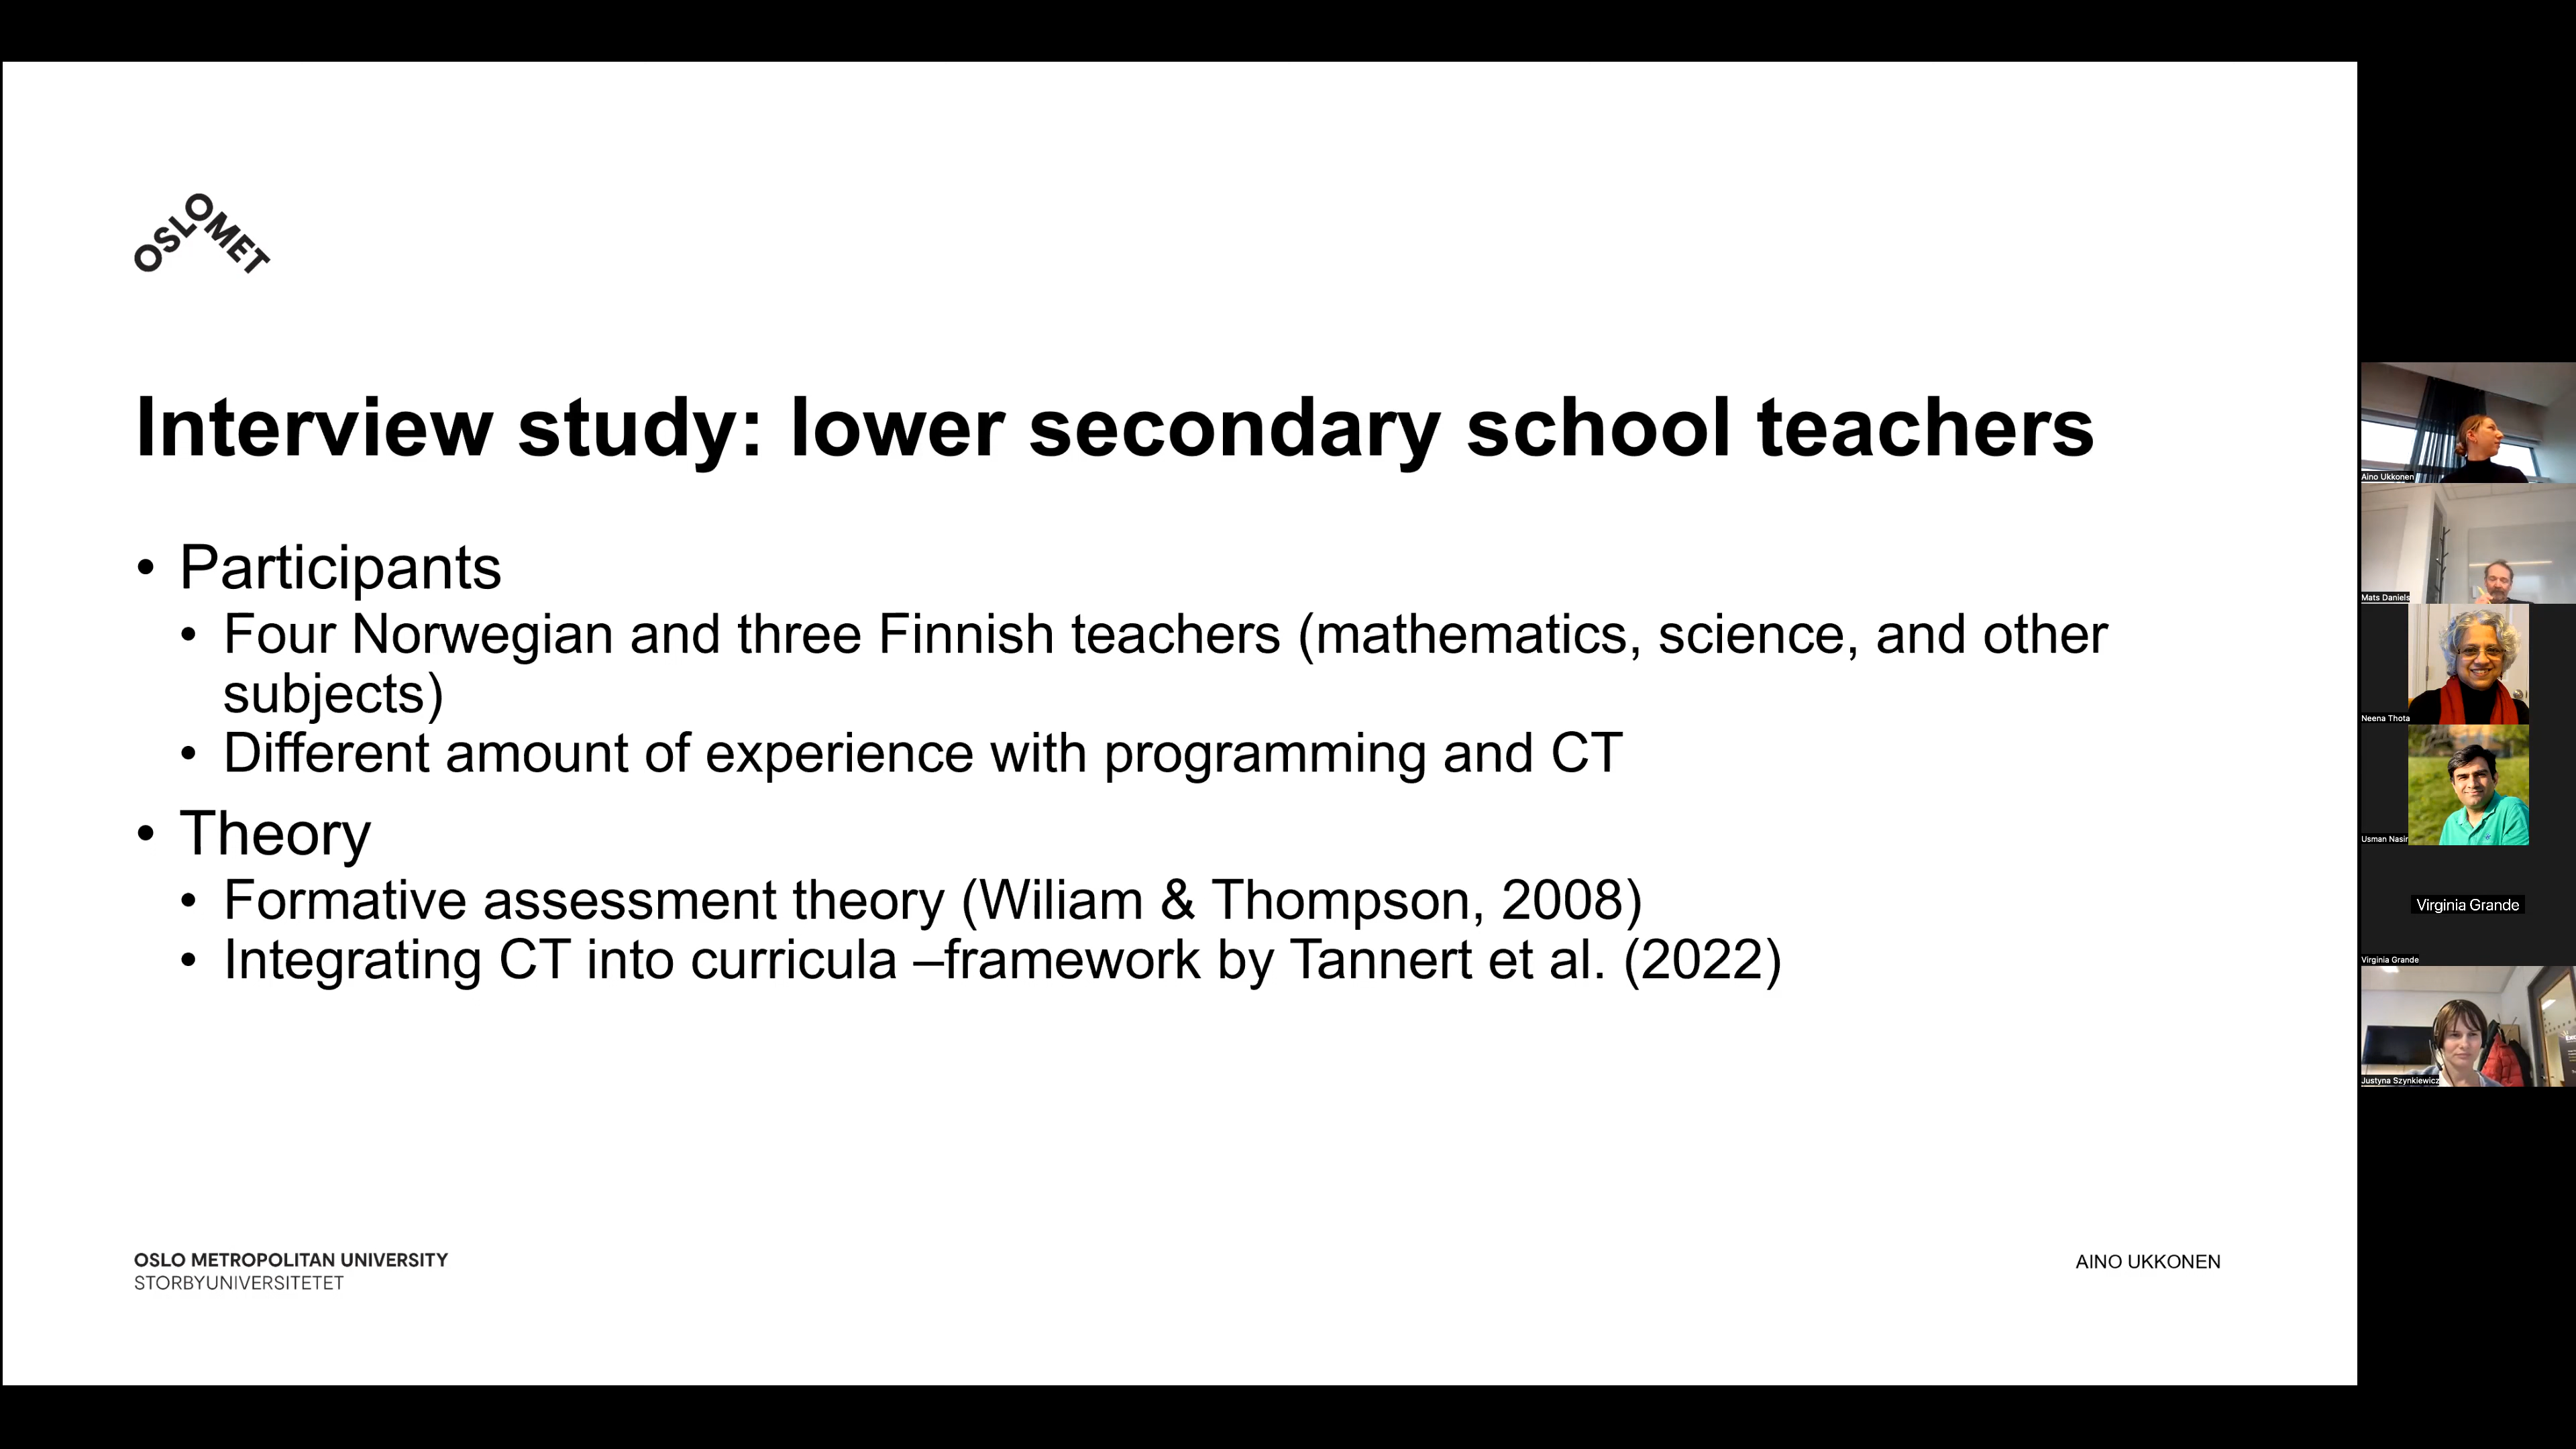 OSLOMET
Interview study: lower secondary school teachers
• Participants
• Four Norwegian and three Finnish teachers (mathematics, science, and other
subjects)
• Different amount of experience with programming and CT
• Theory
• Formative assessment theory (Wiliam & Thompson, 2008)
• Integrating CT into curricula –framework by Tannert et al. (2022)
OSLO METROPOLITAN UNIVERSITY
STORBYUNIVERSITETET
AINO UKKONEN
Aino Ukkonen
Mats Daniels
Neena Thota
Usman Nasir
Virginia Grande
Virginia Grande
Justyna Szynkiewicz